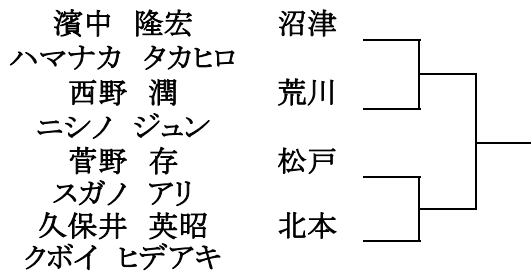 濱中 隆宏 沼津
ハマナカ タカヒロ
西野 潤 荒川
ニシノ ジュン
菅野 存 松戸
スガノ アリ
久保井 英昭 北本
クボイ ヒデアキ